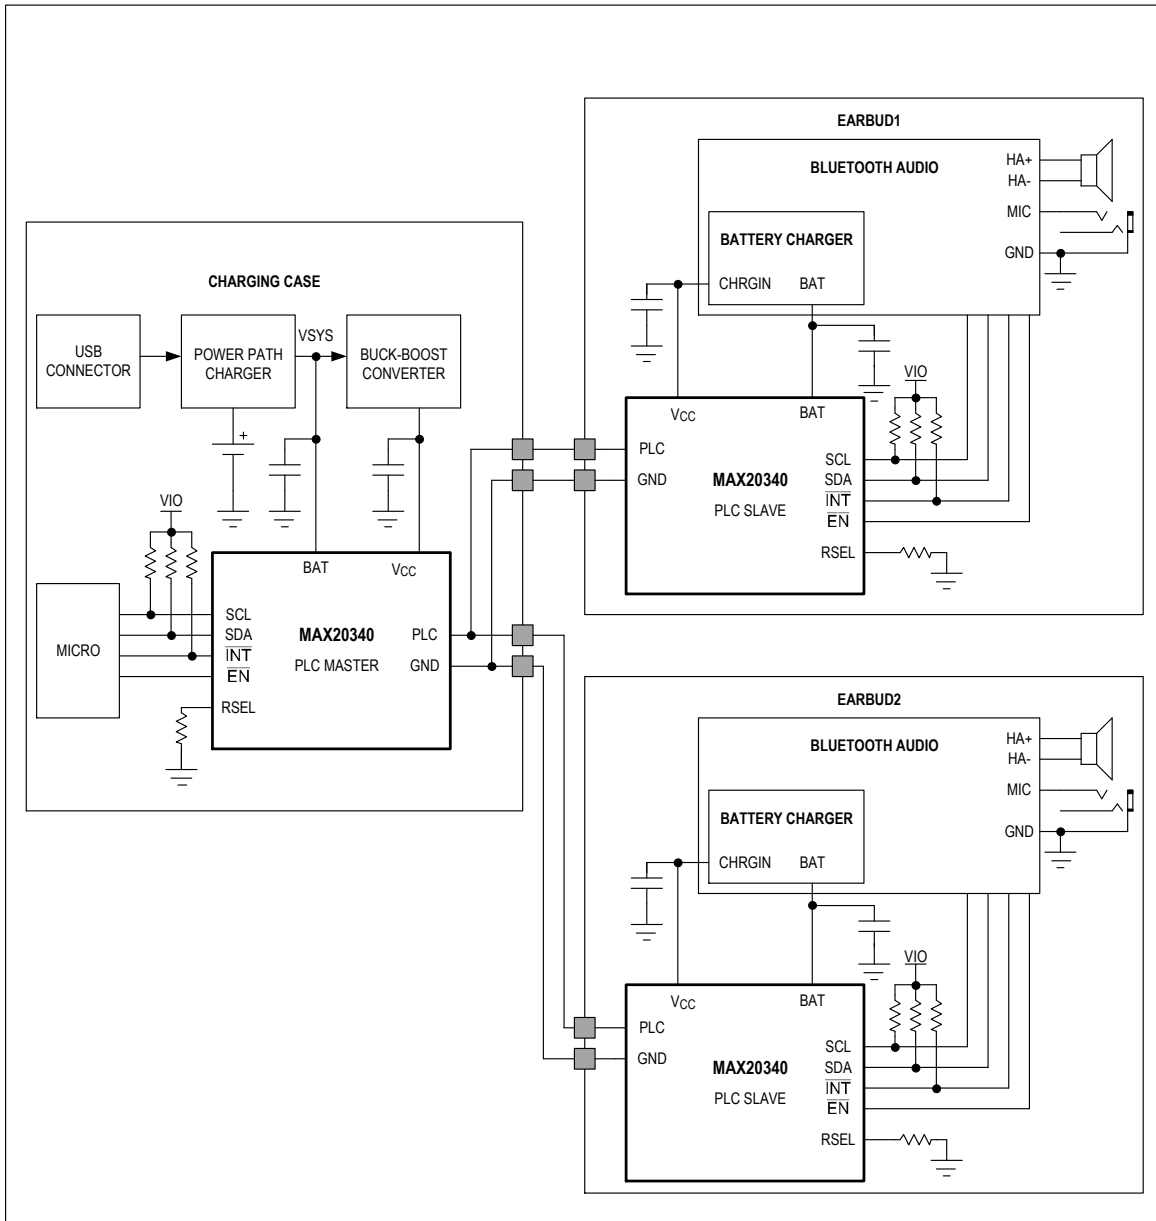 CHARGING CASE
USB
CONNECTOR
POWER PATH
CHARGER
VSYS
BUCK-BOOST
CONVERTER
+
VIO
MICRO
BAT
VCC
SCL
SDA
INT
EN
RSEL
MAX20340
PLC MASTER
PLC
GND
EARBUD1
BLUETOOTH AUDIO
HA+
HA-
MIC
GND
BATTERY CHARGER
CHRGIN
BAT
VIO
VCC
BAT
PLC
GND
MAX20340
PLC SLAVE
SCL
SDA
INT
EN
RSEL
EARBUD2
BLUETOOTH AUDIO
HA+
HA-
MIC
GND
BATTERY CHARGER
CHRGIN
BAT
VIO
VCC
BAT
PLC
GND
MAX20340
PLC SLAVE
SCL
SDA
INT
EN
RSEL